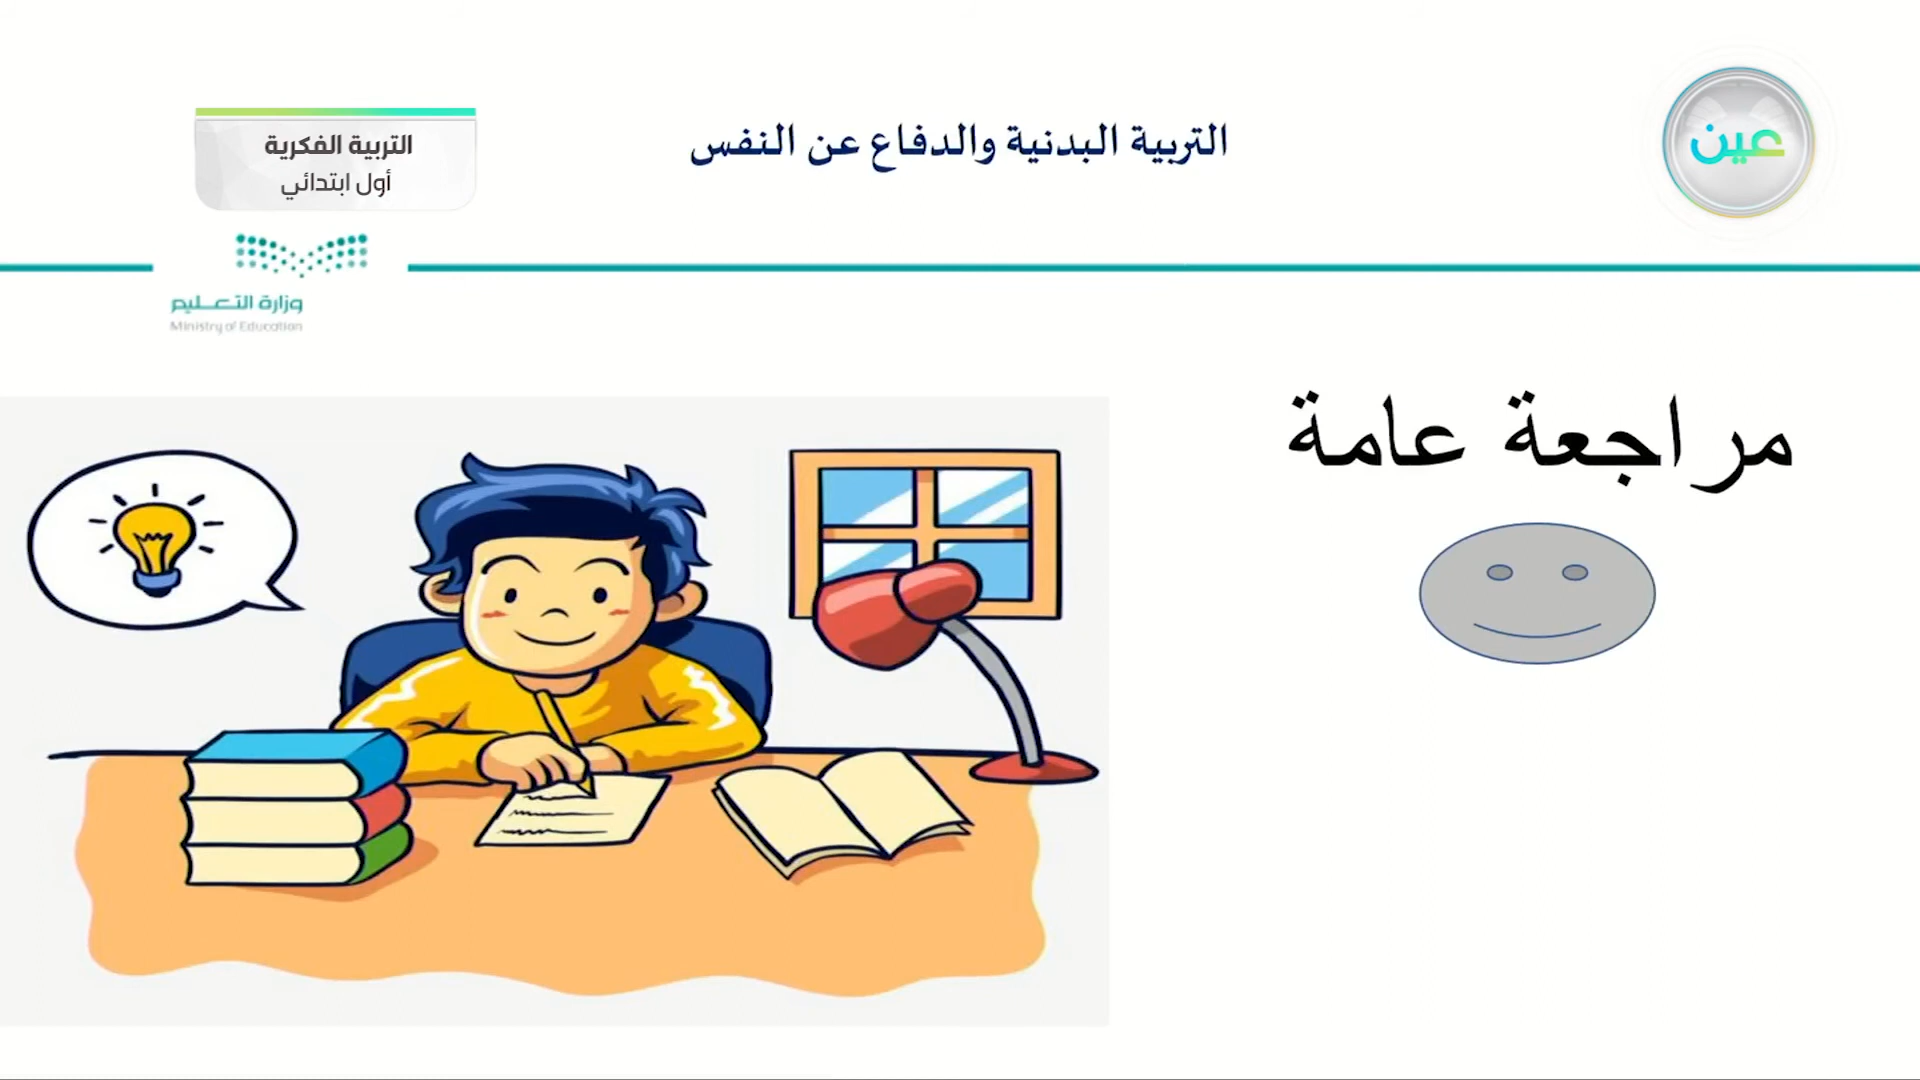 عين
التربية البدنية والدفاع عن النفس
التربية الفكرية
أول ابتدائي
وزارة التعليم
Ministry of Education
مراجعة عامة